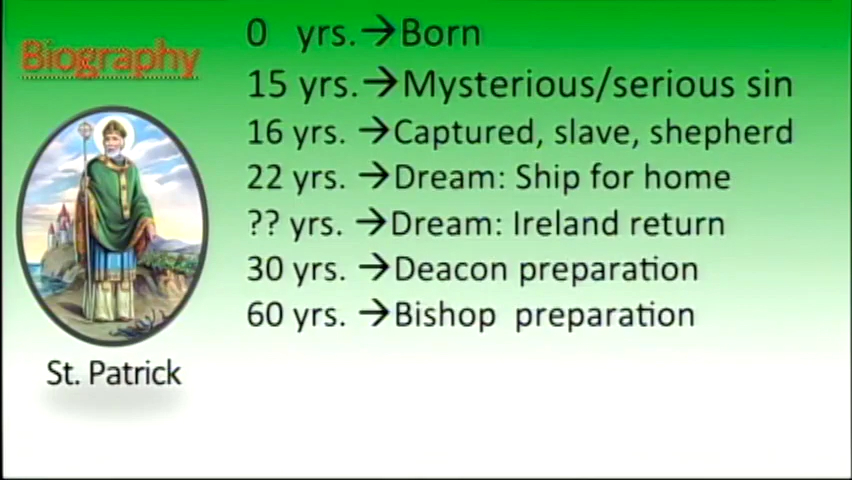 Biography
0 yrs.→Born
15 yrs.→Mysterious/serious sin
16 yrs. →Captured, slave, shepherd
22 yrs. →Dream: Ship for home
?? yrs. →Dream: Ireland return
30 yrs. →Deacon preparation
60 yrs. →Bishop preparation
St. Patrick